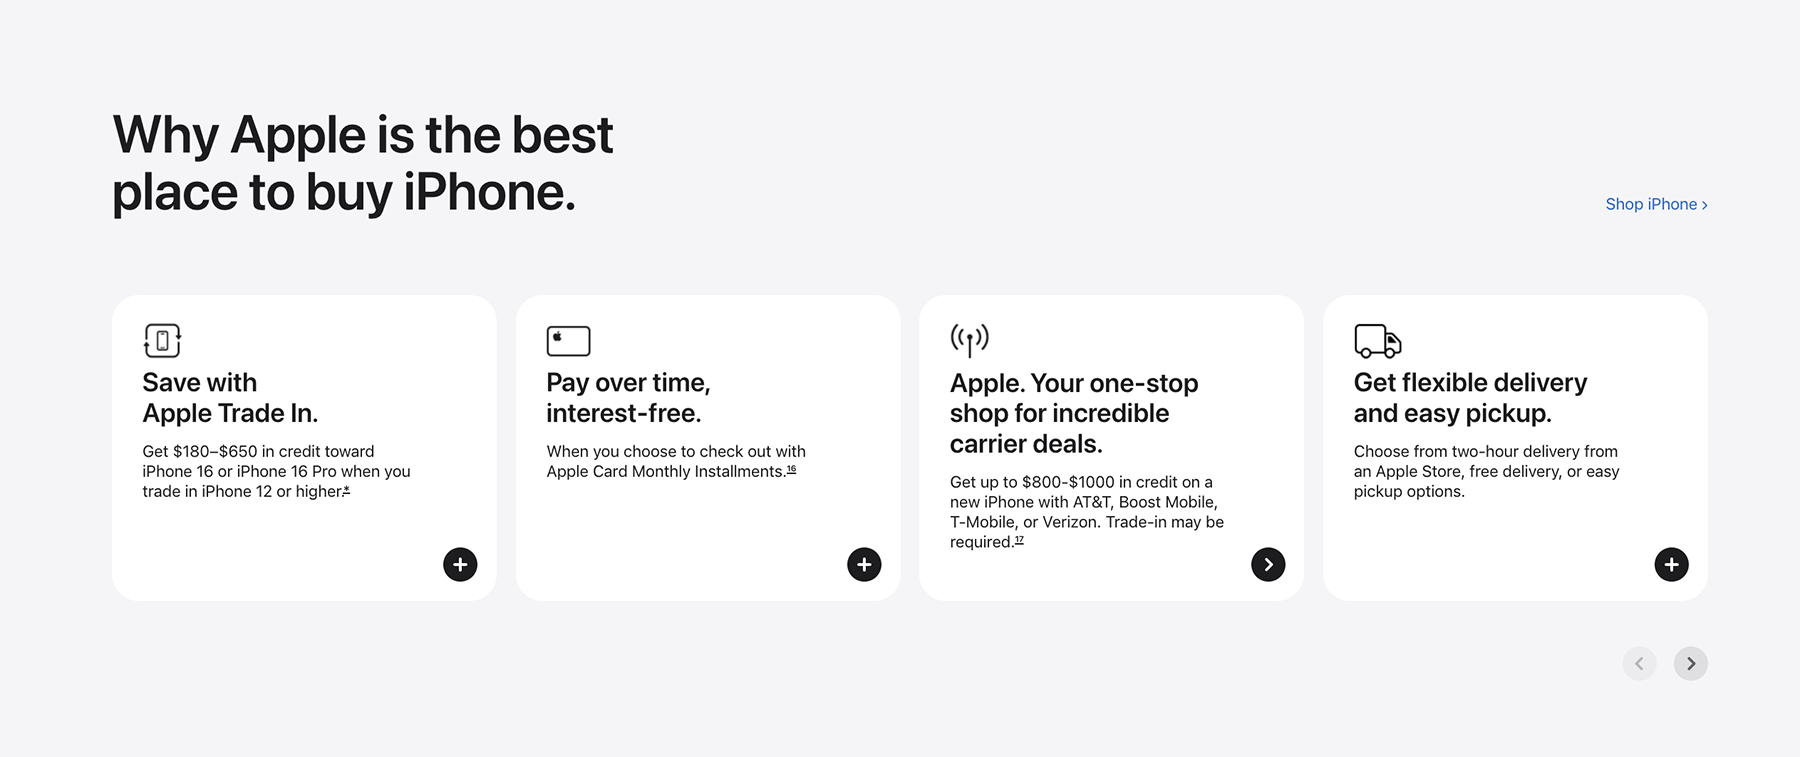 Why Apple is the best
place to buy iPhone.
Shop iPhone >
Save with
Apple Trade In.
Get $180–$650 in credit toward
iPhone 16 or iPhone 16 Pro when you
trade in iPhone 12 or higher.*
Pay over time,
interest-free.
When you choose to check out with
Apple Card Monthly Installments.16
Apple. Your one-stop
shop for incredible
carrier deals.
Get up to $800-$1000 in credit on a
new iPhone with AT&T, Boost Mobile,
T-Mobile, or Verizon. Trade-in may be
required.17
Get flexible delivery
and easy pickup.
Choose from two-hour delivery from
an Apple Store, free delivery, or easy
pickup options.